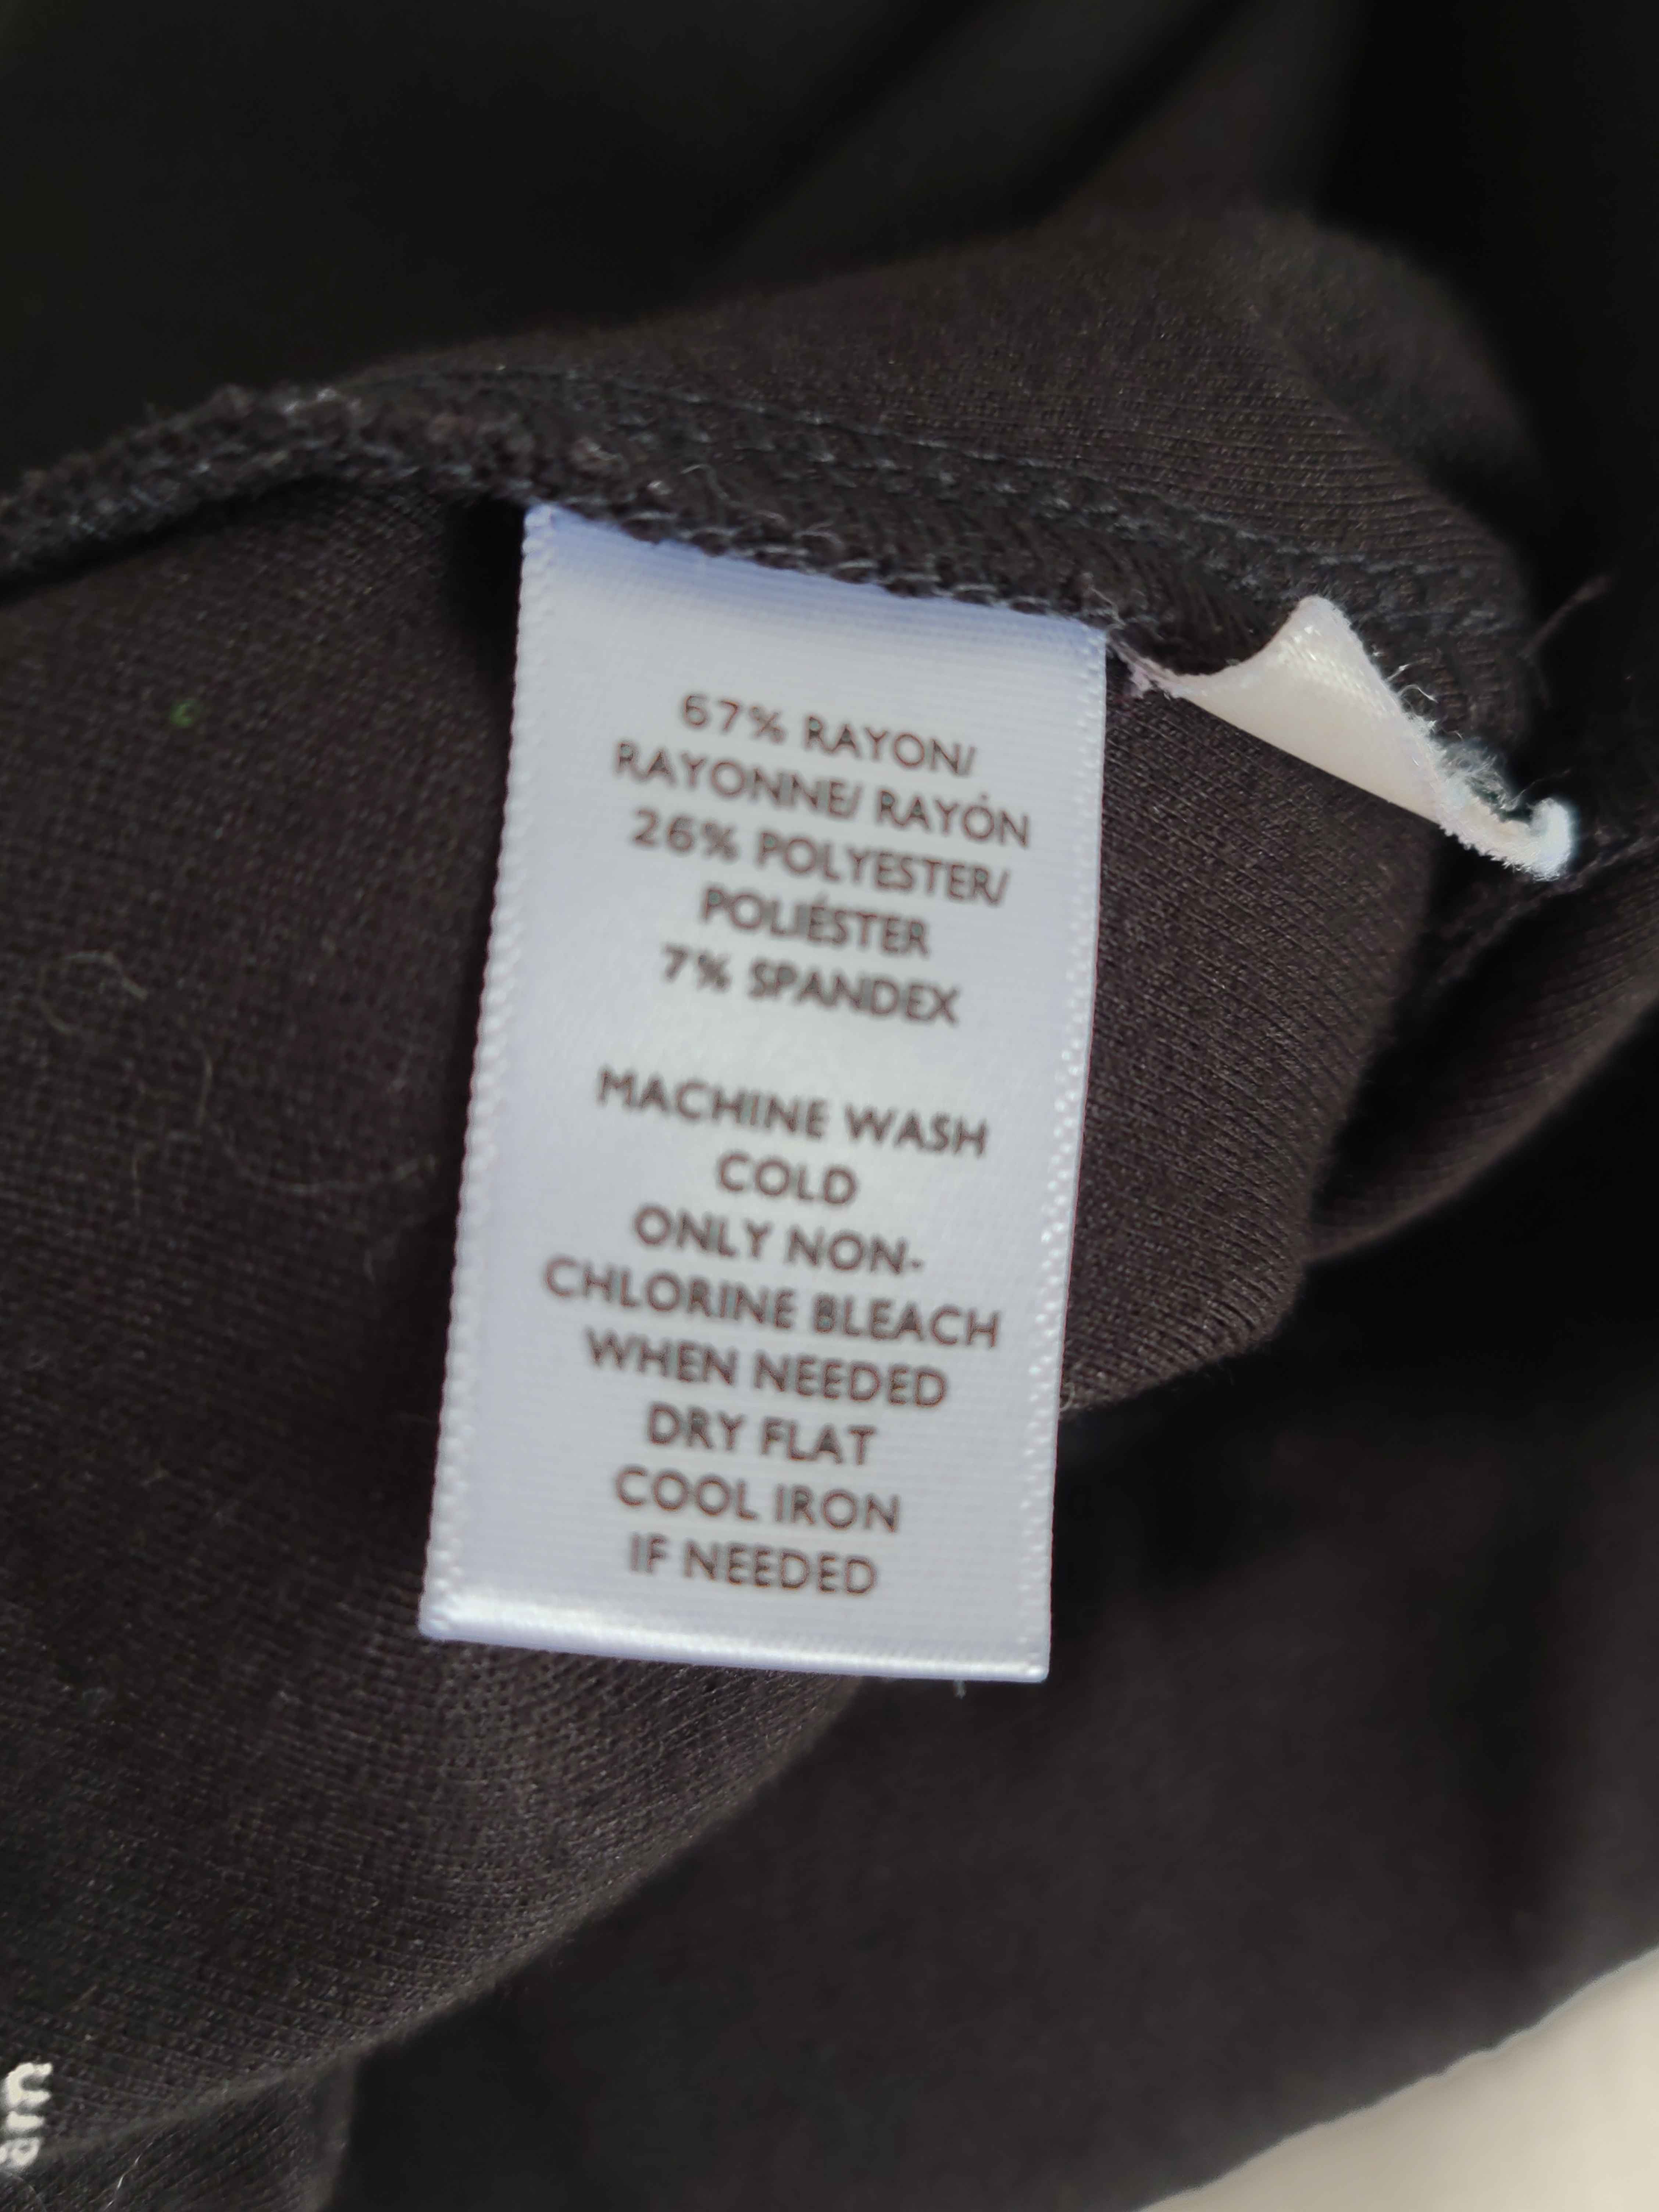 67% RAYON/
RAYONNE/ RAYÓN
26% POLYESTER/
POLIÉSTER
7% SPANDEX
MACHINE WASH
COLD
ONLY NON-
CHLORINE BLEACH
WHEN NEEDED
DRY FLAT
COOL IRON
IF NEEDED